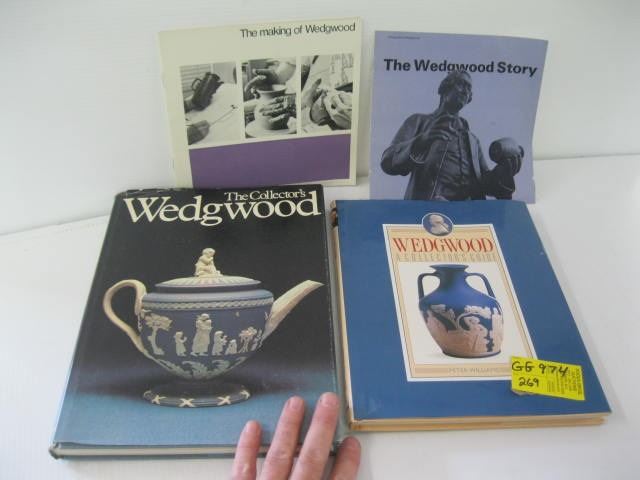 The making of Wedgwood
The Wedgwood Story
The Collector's
Wedgwood
WEDGWOOD
A COLLECTOR'S GUIDE
PETER WILLIAMS
GG 974
269